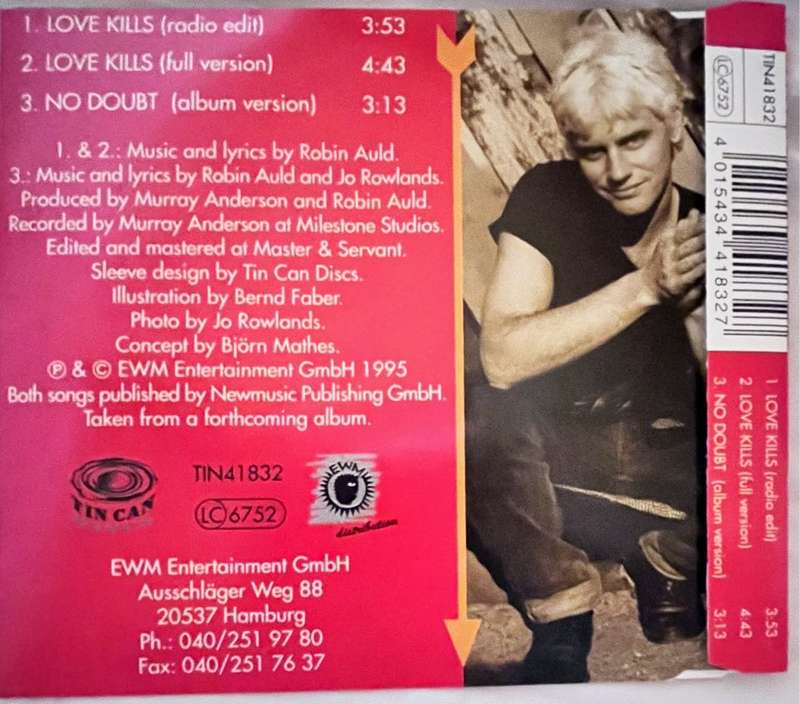 1. LOVE KILLS (radio edit) 3:53
2. LOVE KILLS (full version) 4:43
3. NO DOUBT (album version) 3:13
1. & 2.: Music and lyrics by Robin Auld.
3.: Music and lyrics by Robin Auld and Jo Rowlands.
Produced by Murray Anderson and Robin Auld.
Recorded by Murray Anderson at Milestone Studios.
Edited and mastered at Master & Servant.
Sleeve design by Tin Can Discs.
Illustration by Bernd Faber.
Photo by Jo Rowlands.
Concept by Björn Mathes.
℗ & © EWM Entertainment GmbH 1995
Both songs published by Newmusic Publishing GmbH.
Taken from a forthcoming album.
TIN CAN
TIN41832
LC 6752
EWM
distribution
EWM Entertainment GmbH
Ausschläger Weg 88
20537 Hamburg
Ph.: 040/251 97 80
Fax: 040/251 76 37
TIN41832
LC 6752
4 015434 418327
1 LOVE KILLS (radio edit) 3:53
2 LOVE KILLS (full version) 4:43
3 NO DOUBT (album version) 3:13